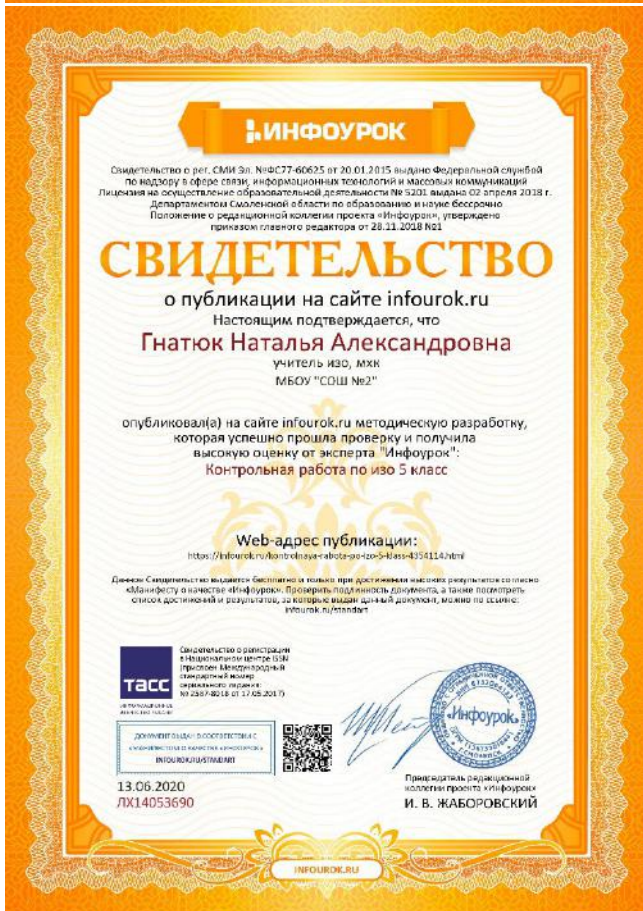 ИНФОУРОК
Свидетельство о рег. СМИ Эл. №ФС77-60625 от 20.01.2015 выдано Федеральной службой
по надзору в сфере связи, информационных технологий и массовых коммуникаций
Лицензия на осуществление образовательной деятельности № 5201 выдана 02 апреля 2018 г.
Департаментом Смоленской области по образованию и науке бессрочно
Положение о редакционной коллегии проекта «Инфоурок», утверждено
приказом главного редактора от 28.11.2018 №1
СВИДЕТЕЛЬСТВО
о публикации на сайте infourok.ru
Настоящим подтверждается, что
Гнатюк Наталья Александровна
учитель изо, мхк
МБОУ "СОШ №2"
опубликовал(а) на сайте infourok.ru методическую разработку,
которая успешно прошла проверку и получила
высокую оценку от эксперта "Инфоурок":
Контрольная работа по изо 5 класс
Web-адрес публикации:
https://infourok.ru/kontrolnaya-rabota-po-izo-5-klass-4354114.html
Данное Свидетельство выдается бесплатно и только при достижении высоких результатов согласно
«Манифесту о качестве «Инфоурок». Проверить подлинность документа, а также посмотреть
список достижений и результатов, за которые выдан данный документ, можно по ссылке:
infourok.ru/standart
Свидетельство о регистрации
в Национальном центре ISSN
(присвоен Международный
стандартный номер
сериального издания:
№ 2587-8018 от 17.05.2017)
ТАСС
ИНФОРМАЦИОННОЕ
АГЕНТСТВО РОССИИ
ДОКУМЕНТ ВЫДАН В СООТВЕТСТВИИ С
«МАНИФЕСТОМ О КАЧЕСТВЕ «ИНФОУРОК»
INFOUROK.RU/STANDART
«Инфоурок»
13.06.2020
ЛХ14053690
Председатель редакционной
коллегии проекта «Инфоурок»
И. В. ЖАБОРОВСКИЙ
INFOUROK.RU